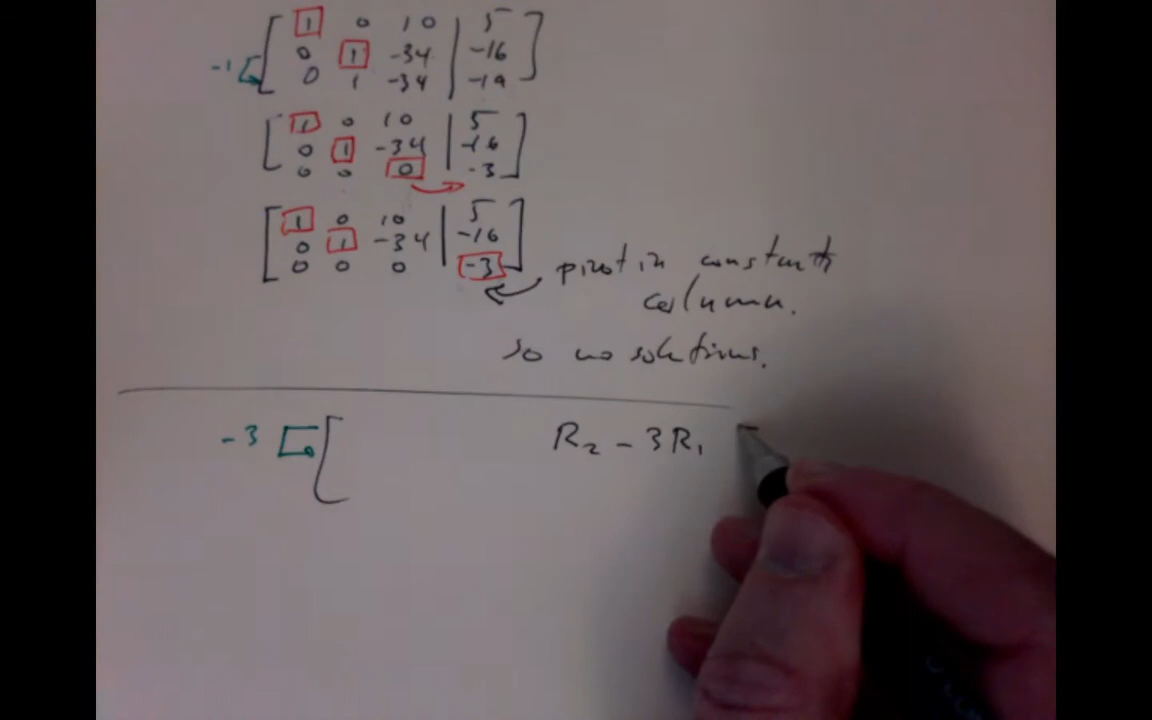 1 0 10 | 5
0 1 -34 | -16
-1 0 1 -34 | -19
1 0 10 | 5
0 1 -34 | -16
0 0 0 | -3
1 0 10 | 5
0 1 -34 | -16
0 0 0 | -3
pivot in constants
column.
so no solutions.
-3 R₂ - 3R₁